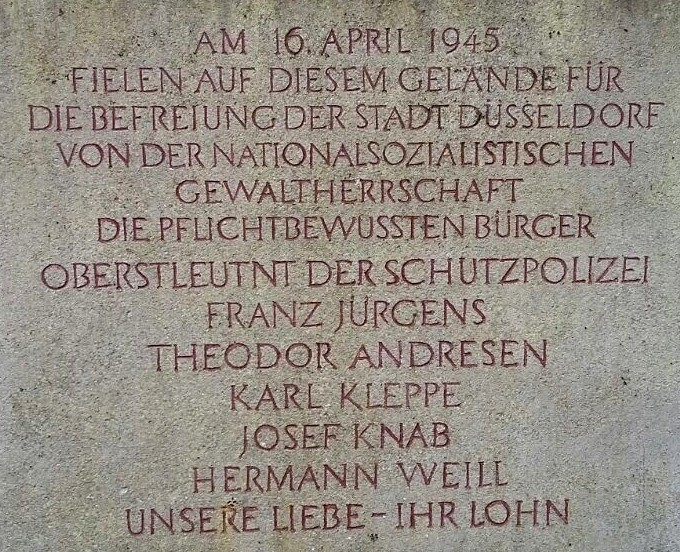 AM 16. APRIL 1945
FIELEN AUF DIESEM GELÄNDE FÜR
DIE BEFREIUNG DER STADT DÜSSELDORF
VON DER NATIONALSOZIALISTISCHEN
GEWALTHERRSCHAFT
DIE PFLICHTBEWUSSTEN BÜRGER
OBERSTLEUTNT DER SCHUTZPOLIZEI
FRANZ JÜRGENS
THEODOR ANDRESEN
KARL KLEPPE
JOSEF KNAB
HERMANN WEILL
UNSERE LIEBE – IHR LOHN